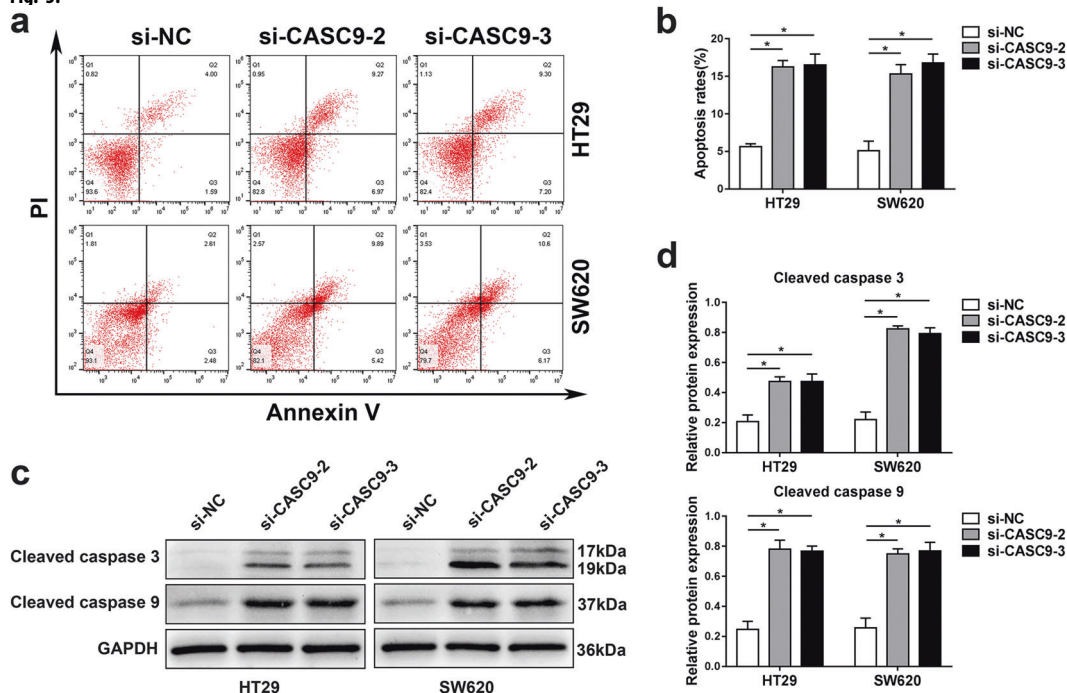 Fig. 9.
a
si-NC si-CASC9-2 si-CASC9-3
Q1 0.82 Q2 4.00 Q4 93.6 Q3 1.59
Q1 0.95 Q2 9.27 Q4 82.8 Q3 6.97
Q1 1.13 Q2 9.30 Q4 82.4 Q3 7.20
HT29
Q1 1.81 Q2 2.61 Q4 93.1 Q3 2.48
Q1 2.57 Q2 9.89 Q4 82.1 Q3 5.42
Q1 3.53 Q2 10.6 Q4 79.7 Q3 6.17
SW620
PI
Annexin V
b
si-NC
si-CASC9-2
si-CASC9-3
Apoptosis rates(%)
20
15
10
5
0
* * * *
HT29 SW620
c
si-NC si-CASC9-2 si-CASC9-3 si-NC si-CASC9-2 si-CASC9-3
Cleaved caspase 3 17kDa
19kDa
Cleaved caspase 9 37kDa
GAPDH 36kDa
HT29 SW620
d
Cleaved caspase 3
si-NC
si-CASC9-2
si-CASC9-3
Relative protein expression
1.0
0.8
0.6
0.4
0.2
0.0
* * * *
HT29 SW620
Cleaved caspase 9
si-NC
si-CASC9-2
si-CASC9-3
Relative protein expression
1.0
0.8
0.6
0.4
0.2
0.0
* * * *
HT29 SW620